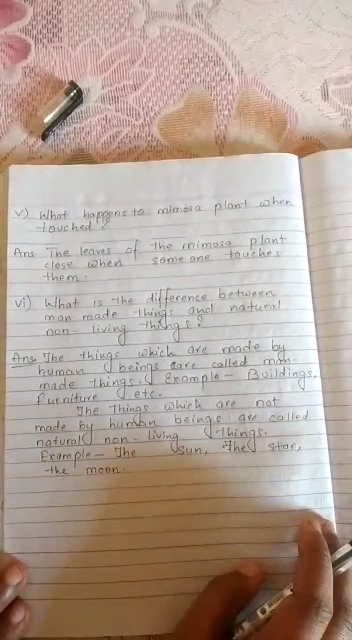 v) What happens to mimosa plant when
touched?
Ans The leaves of the mimosa plant
close when some one touches
them.
vi) What is the difference between
man made things and natural
non-living things?
Ans. The things which are made by
human beings are called man-
made things. Example - Buildings,
furniture etc.
The things which are not
made by human beings are called
natural non-living things.
Example - The sun, The star,
the moon.